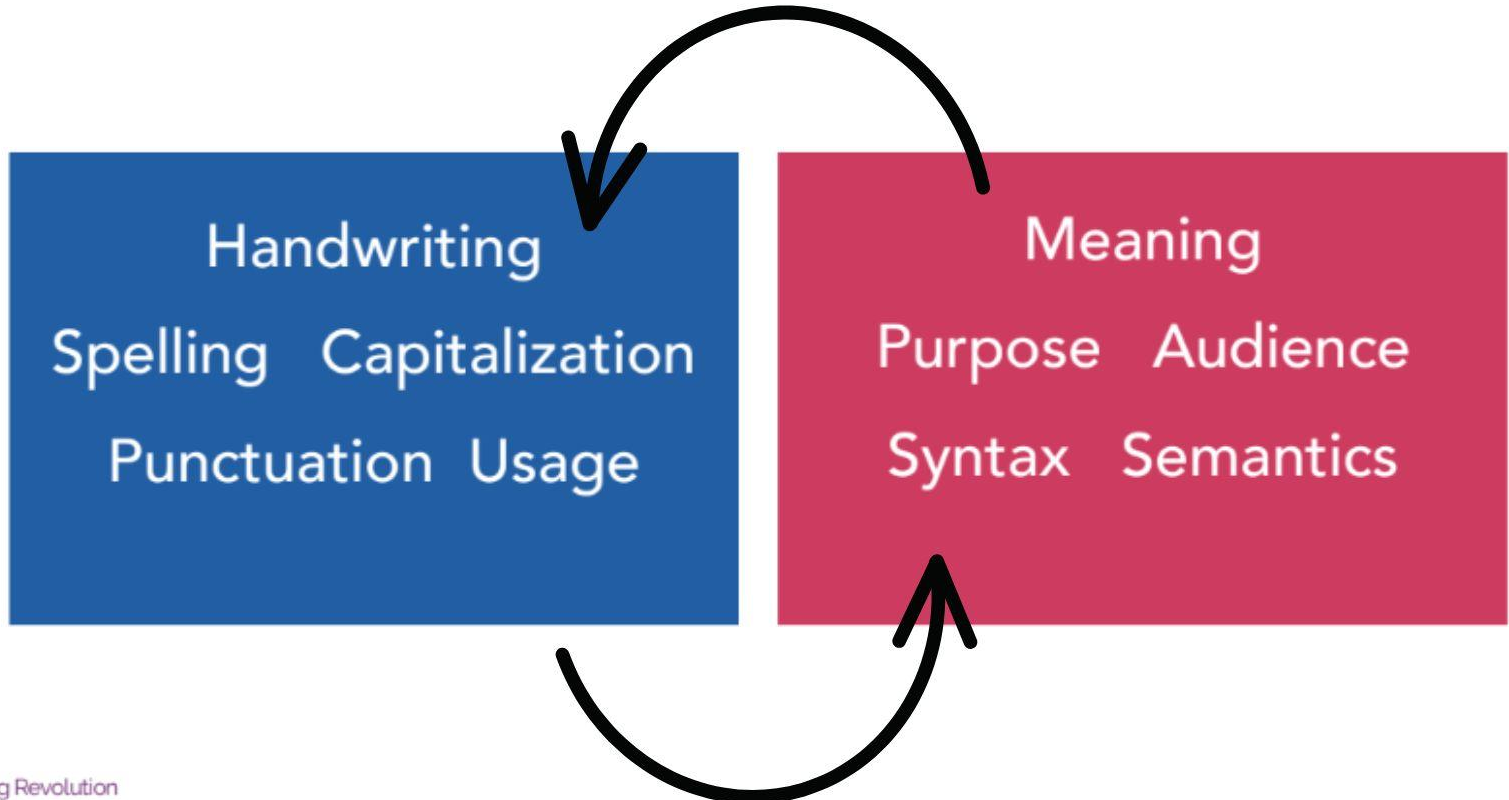 Handwriting
Spelling Capitalization
Punctuation Usage
Meaning
Purpose Audience
Syntax Semantics
Revolution